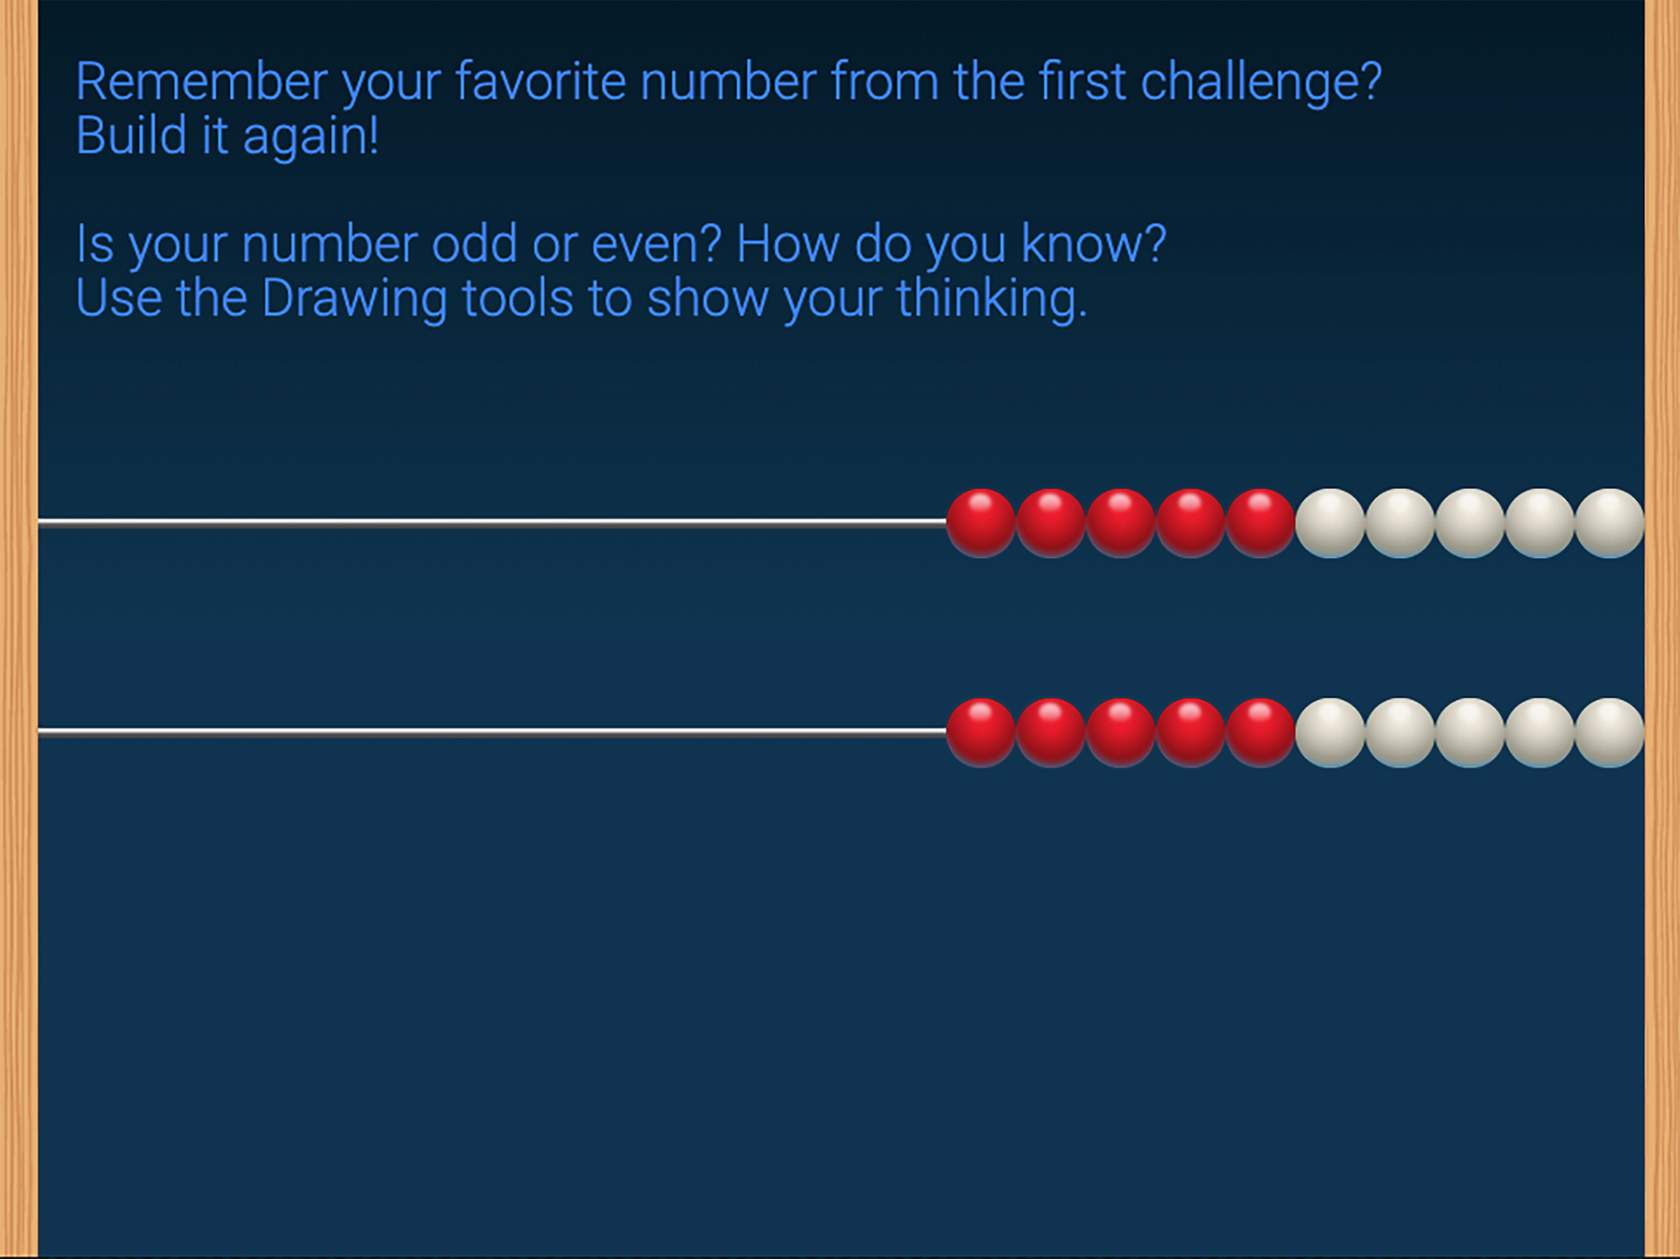 Remember your favorite number from the first challenge?
Build it again!
Is your number odd or even? How do you know?
Use the Drawing tools to show your thinking.